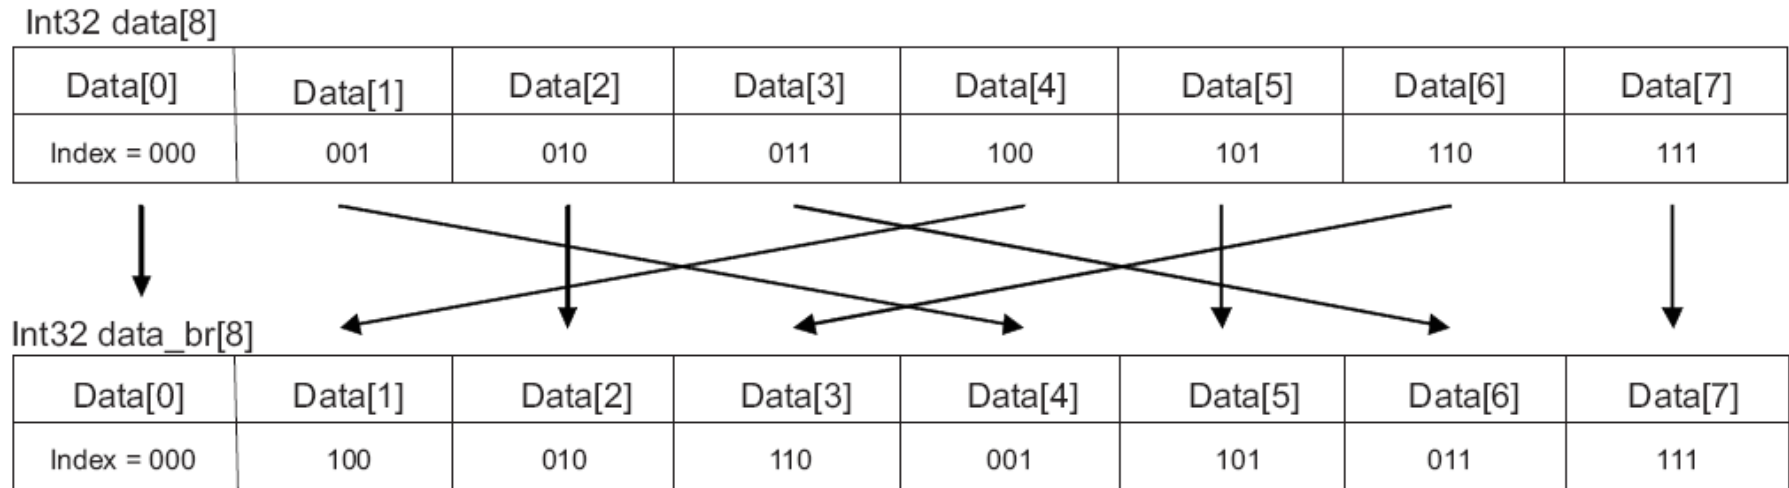 Int32 data[8]
Data[0] Data[1] Data[2] Data[3] Data[4] Data[5] Data[6] Data[7]
Index = 000 001 010 011 100 101 110 111
Int32 data_br[8]
Data[0] Data[1] Data[2] Data[3] Data[4] Data[5] Data[6] Data[7]
Index = 000 100 010 110 001 101 011 111